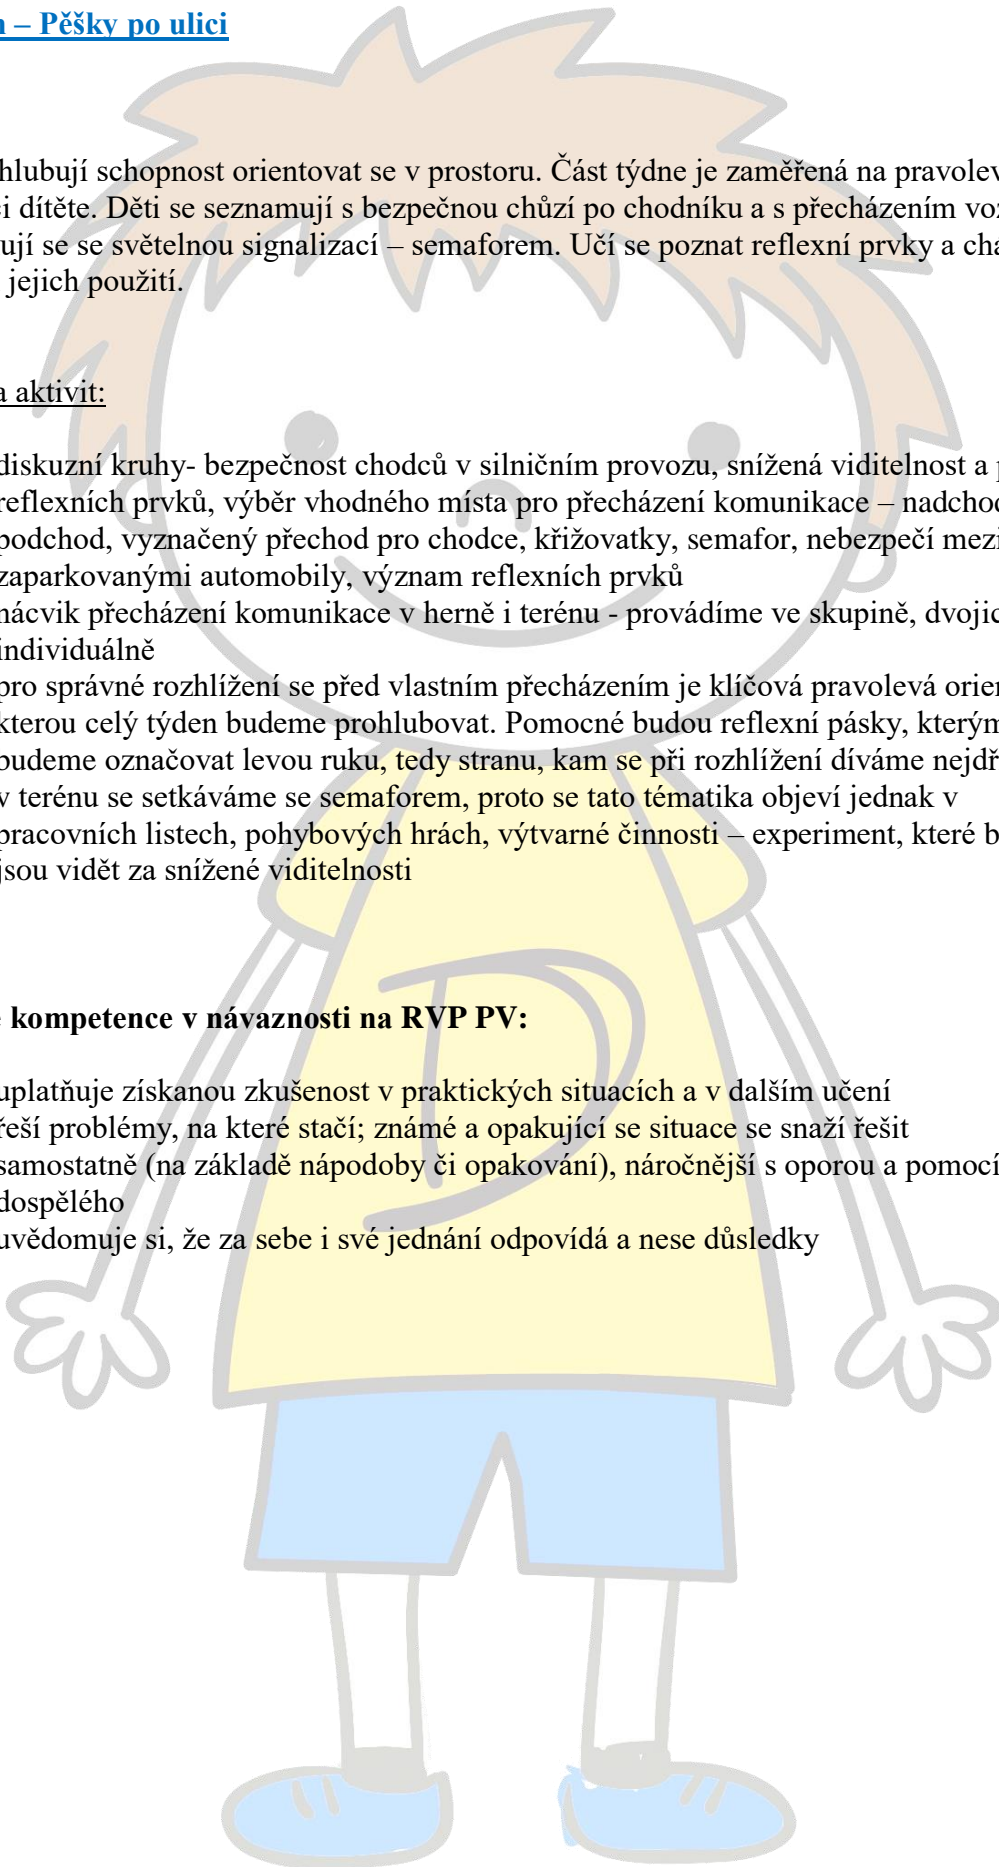 – Pěšky po ulici
hlubují schopnost orientovat se v prostoru. Část týdne je zaměřená na pravolev
i dítěte. Děti se seznamují s bezpečnou chůzí po chodníku a s přecházením voz
ují se se světelnou signalizací – semaforem. Učí se poznat reflexní prvky a chá
jejich použití.
a aktivit:
diskuzní kruhy- bezpečnost chodců v silničním provozu, snížená viditelnost a p
reflexních prvků, výběr vhodného místa pro přecházení komunikace – nadchod
podchod, vyznačený přechod pro chodce, křižovatky, semafor, nebezpečí mezi
zaparkovanými automobily, význam reflexních prvků
nácvik přecházení komunikace v herně i terénu - provádíme ve skupině, dvojic
individuálně
pro správné rozhlížení se před vlastním přecházením je klíčová pravolevá orien
kterou celý týden budeme prohlubovat. Pomocné budou reflexní pásky, kterým
budeme označovat levou ruku, tedy stranu, kam se při rozhlížení díváme nejdř
v terénu se setkáváme se semaforem, proto se tato tématika objeví jednak v
pracovních listech, pohybových hrách, výtvarné činnosti – experiment, které b
jsou vidět za snížené viditelnosti
kompetence v návaznosti na RVP PV:
uplatňuje získanou zkušenost v praktických situacích a v dalším učení
řeší problémy, na které stačí; známé a opakující se situace se snaží řešit
samostatně (na základě nápodoby či opakování), náročnější s oporou a pomocí
dospělého
uvědomuje si, že za sebe i své jednání odpovídá a nese důsledky
D